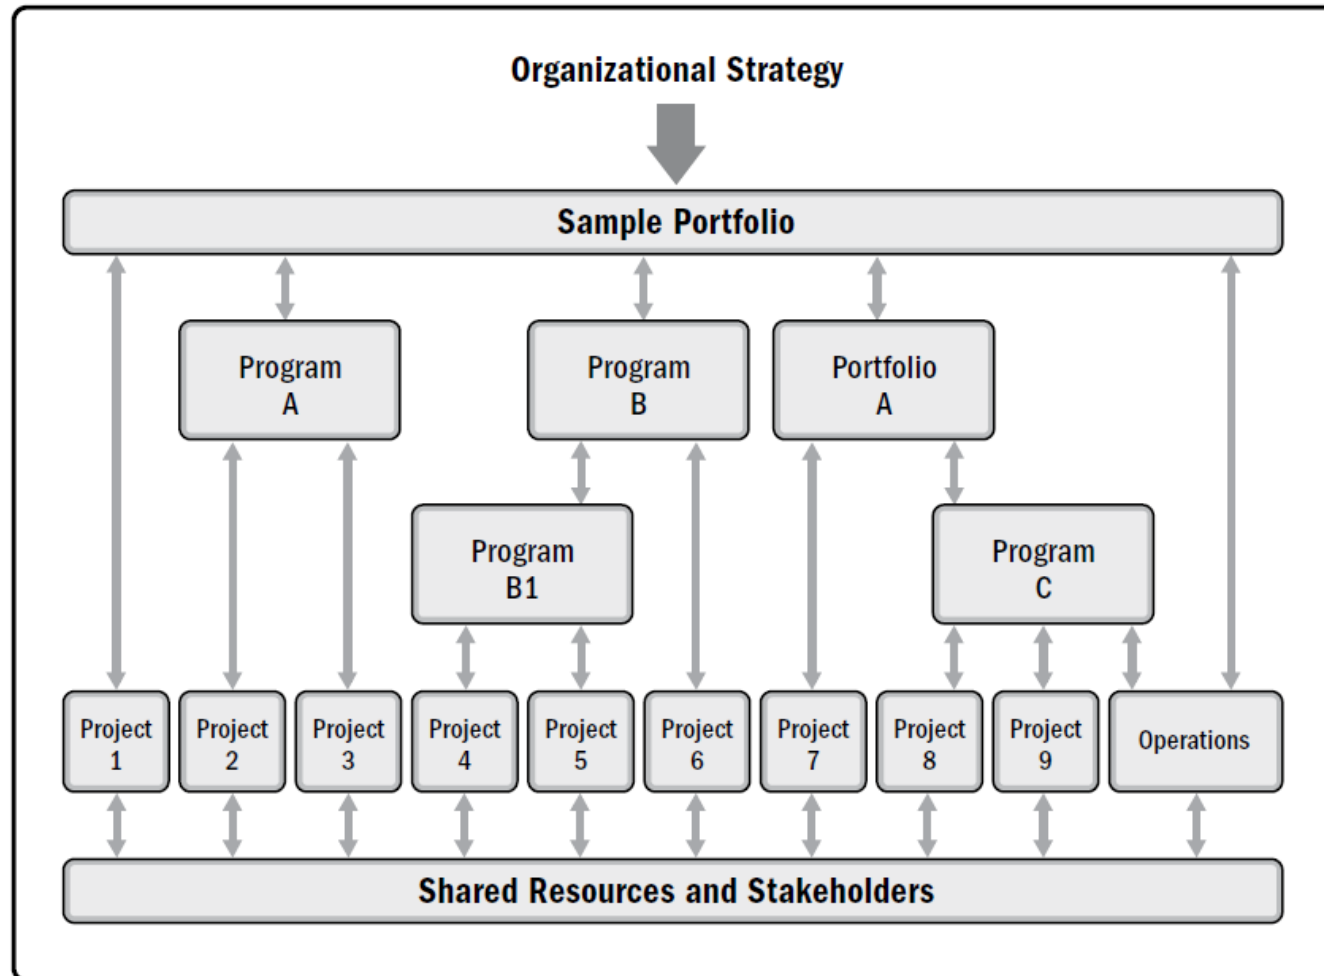 Organizational Strategy
Sample Portfolio
Program
A
Program
B
Portfolio
A
Program
B1
Program
C
Project
1
Project
2
Project
3
Project
4
Project
5
Project
6
Project
7
Project
8
Project
9
Operations
Shared Resources and Stakeholders